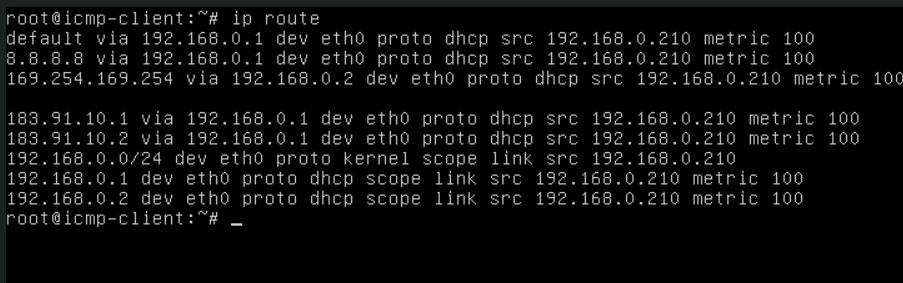 root@icmp-client:~# ip route
default via 192.168.0.1 dev eth0 proto dhcp src 192.168.0.210 metric 100
8.8.8.8 via 192.168.0.1 dev eth0 proto dhcp src 192.168.0.210 metric 100
169.254.169.254 via 192.168.0.2 dev eth0 proto dhcp src 192.168.0.210 metric 100
183.91.10.1 via 192.168.0.1 dev eth0 proto dhcp src 192.168.0.210 metric 100
183.91.10.2 via 192.168.0.1 dev eth0 proto dhcp src 192.168.0.210 metric 100
192.168.0.0/24 dev eth0 proto kernel scope link src 192.168.0.210
192.168.0.1 dev eth0 proto dhcp scope link src 192.168.0.210 metric 100
192.168.0.2 dev eth0 proto dhcp scope link src 192.168.0.210 metric 100
root@icmp-client:~# _